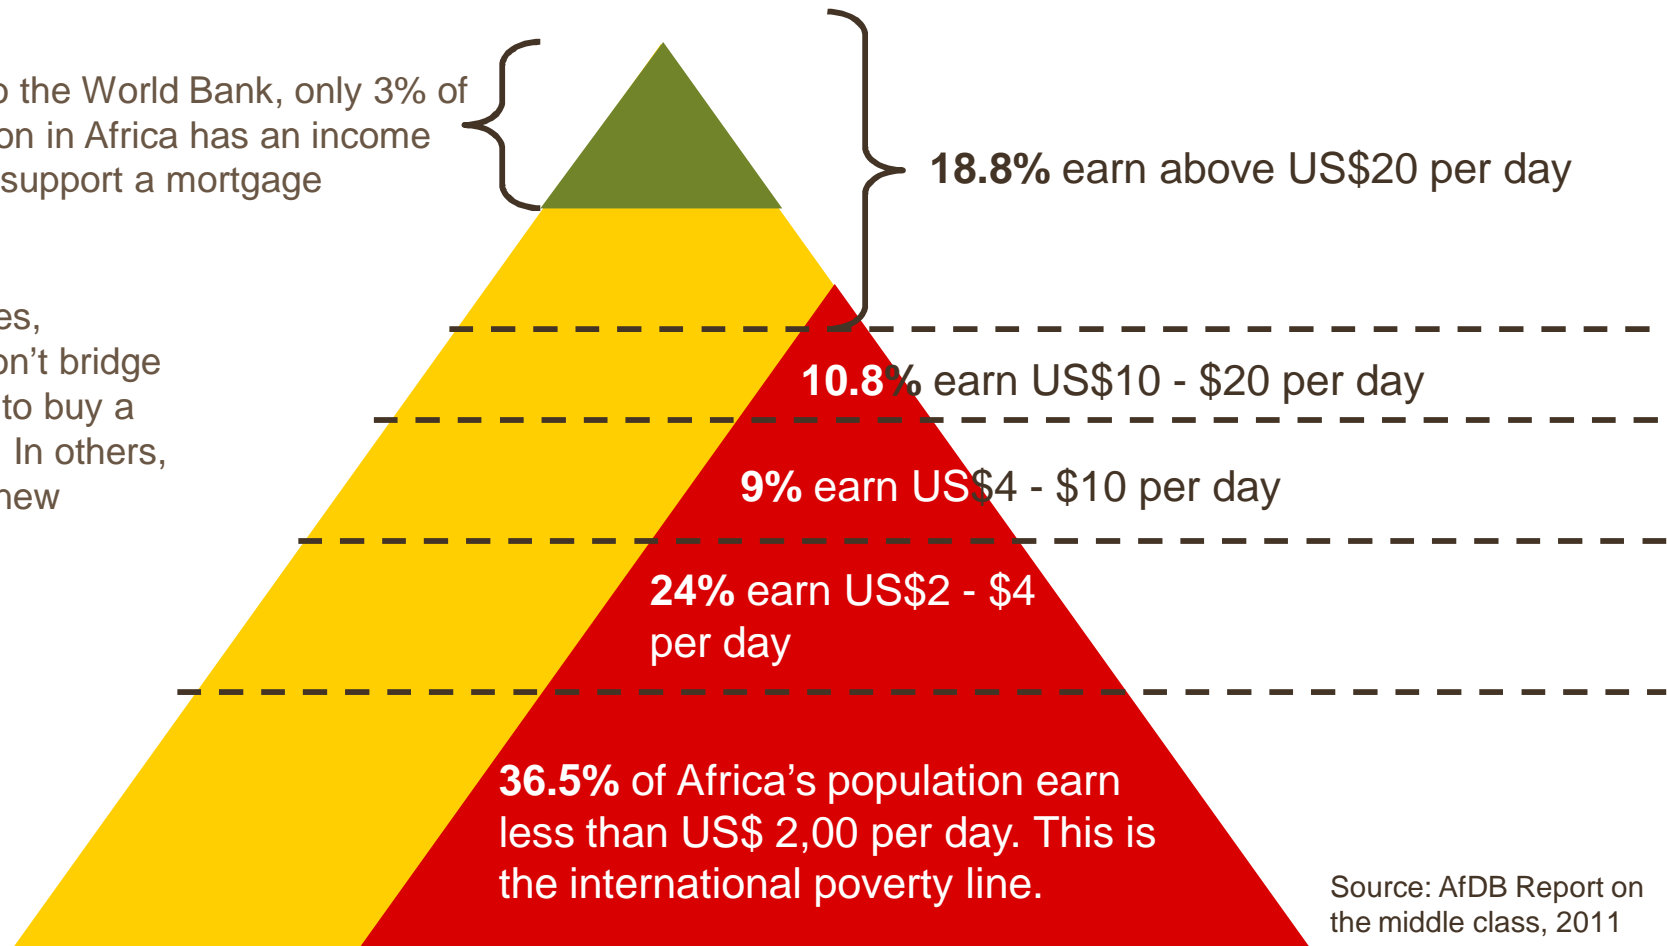 the World Bank, only 3% of
in Africa has an income
support a mortgage
18.8% earn above US$20 per day
bridge
to buy a
In others,
10.8% earn US$10 - $20 per day
9% earn US$4 - $10 per day
24% earn US$2 - $4
per day
36.5% of Africa’s population earn
less than US$ 2,00 per day. This is
the international poverty line.
Source: AfDB Report on
the middle class, 2011